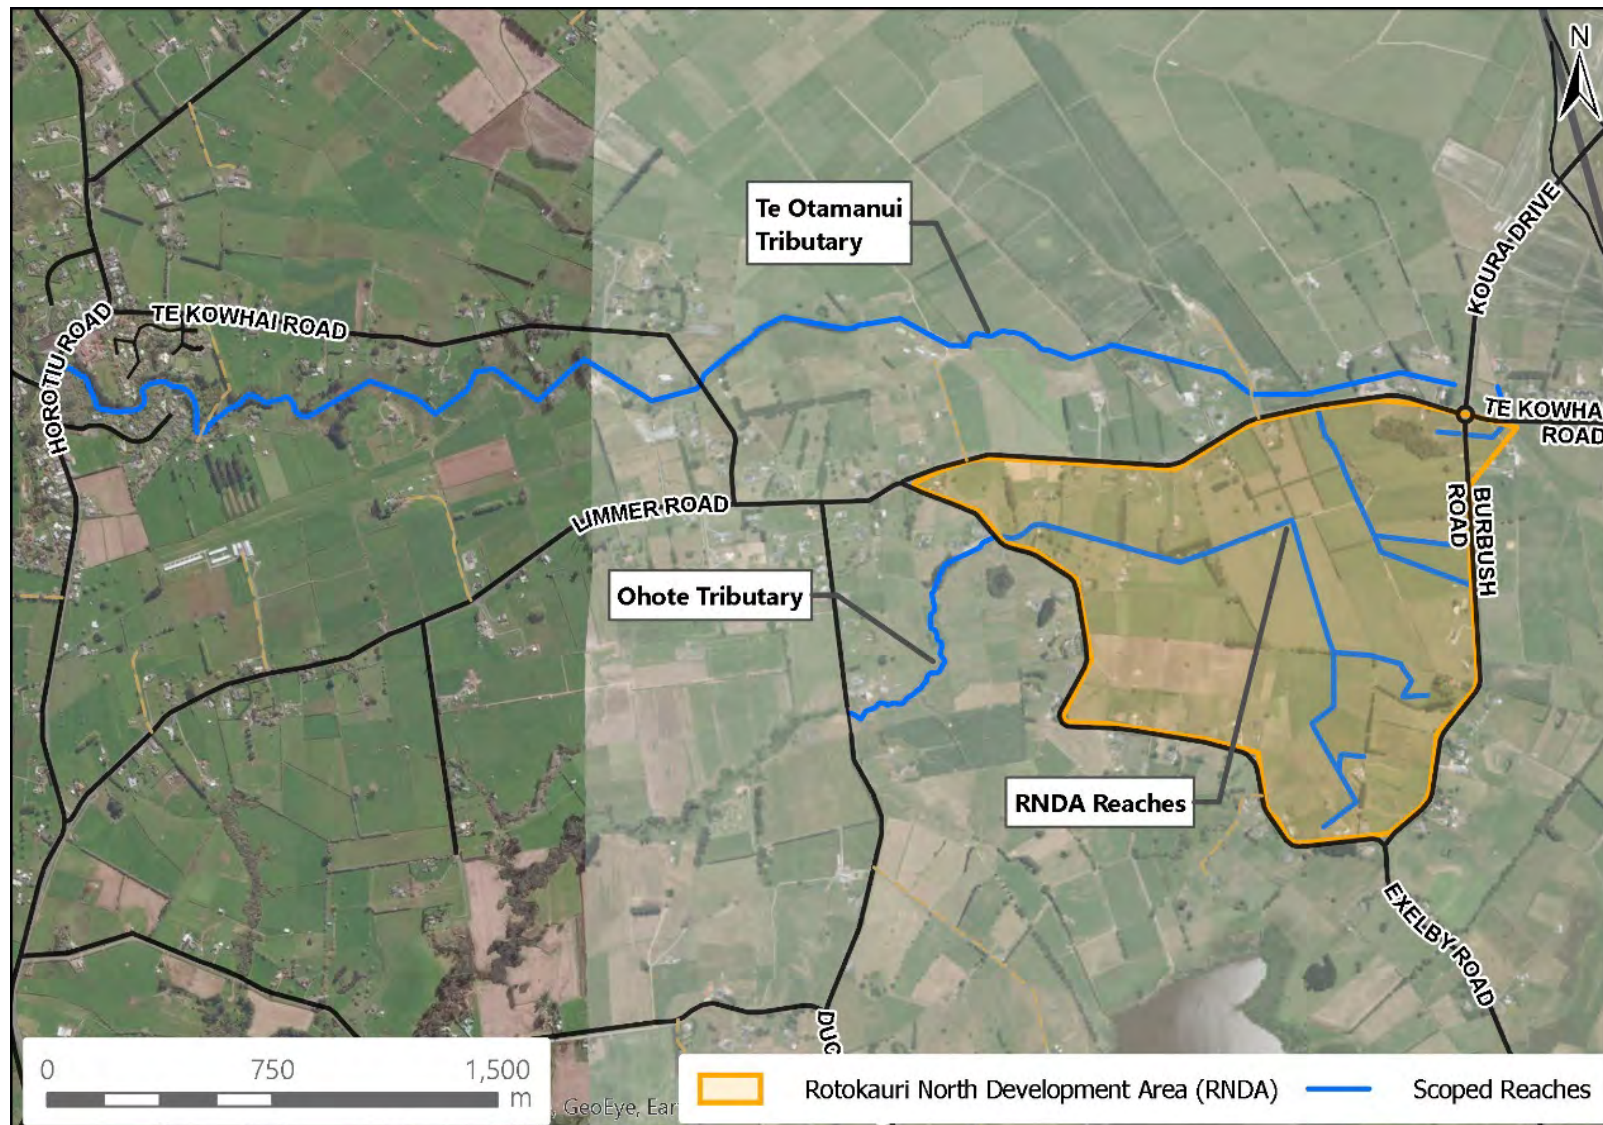 N
Te Otamanui
Tributary
KOURA DRIVE
HOROTIU ROAD
TE KOWHAI ROAD
TE KOWHA
ROAD
LIMMER ROAD
BURBUSH
ROAD
Ohote Tributary
RNDA Reaches
EXELBY ROAD
DUC
0 750 1,500
m
, GeoEye, Ear
Rotokauri North Development Area (RNDA)
Scoped Reaches